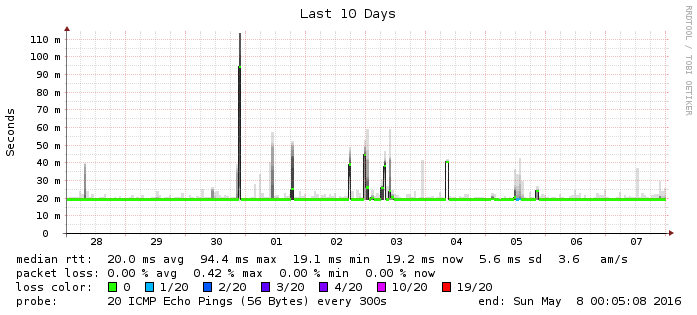 Last 10 Days
RRDTOOL / TOBI OETIKER
Seconds
110 m
100 m
90 m
80 m
70 m
60 m
50 m
40 m
30 m
20 m
10 m
0
28 29 30 01 02 03 04 05 06 07
median rtt: 20.0 ms avg 94.4 ms max 19.1 ms min 19.2 ms now 5.6 ms sd 3.6 am/s
packet loss: 0.00 % avg 0.42 % max 0.00 % min 0.00 % now
loss color: 0 1/20 2/20 3/20 4/20 10/20 19/20
probe: 20 ICMP Echo Pings (56 Bytes) every 300s end: Sun May 8 00:05:08 2016